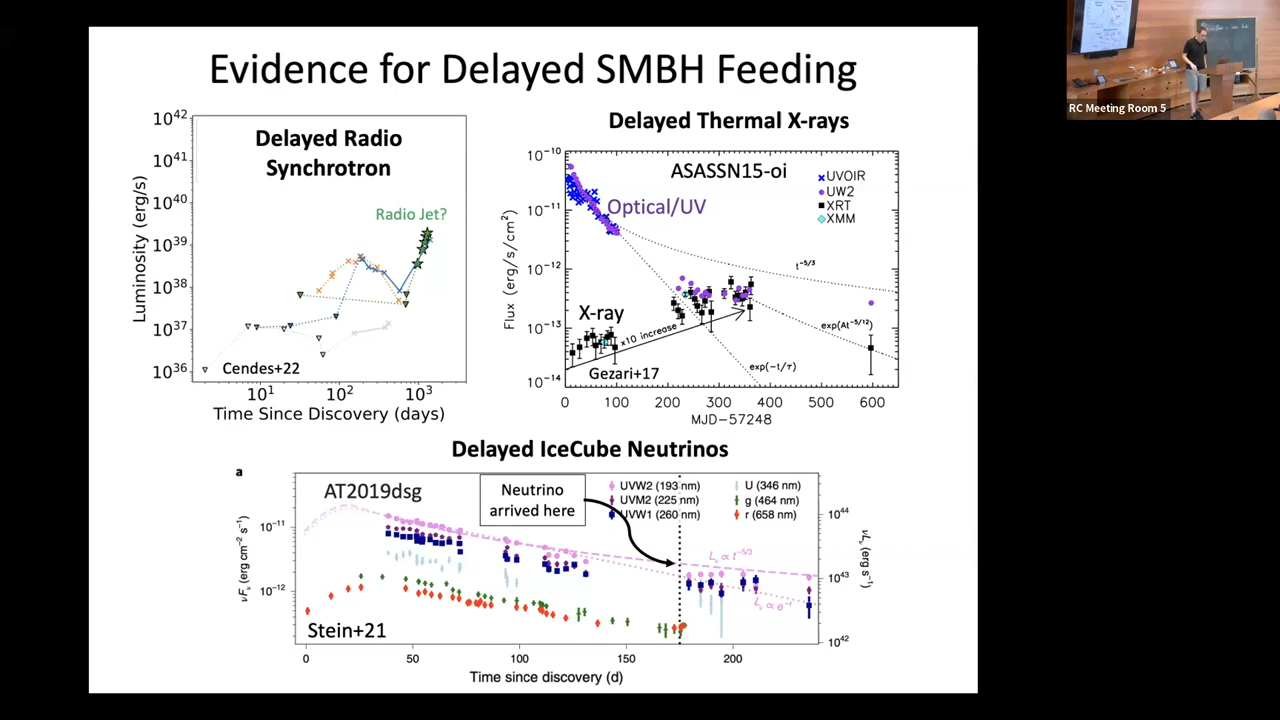 Evidence for Delayed SMBH Feeding
RC Meeting Room 5
Delayed Radio
Synchrotron
Radio Jet?
Cendes+22
Luminosity (erg/s)
10^42
10^41
10^40
10^39
10^38
10^37
10^36
10^1
10^2
10^3
Time Since Discovery (days)
Delayed Thermal X-rays
ASASSN15-oi
UVOIR
UW2
XRT
XMM
Optical/UV
X-ray
x10 increase
Gezari+17
t^-5/3
exp(At^-5/12)
exp(-t/τ)
Flux (erg/s/cm^2)
10^-10
10^-11
10^-12
10^-13
10^-14
0 100 200 300 400 500 600
MJD-57248
Delayed IceCube Neutrinos
a
AT2019dsg
Neutrino
arrived here
UVW2 (193 nm)
UVM2 (225 nm)
UVW1 (260 nm)
U (346 nm)
g (464 nm)
r (658 nm)
Stein+21
νF_ν (erg cm^-2 s^-1)
10^-11
10^-12
L_ν ∝ t^-5/3
L_ν ∝ e^-t
10^44
10^43
10^42
νL_ν (erg s^-1)
0 50 100 150 200
Time since discovery (d)